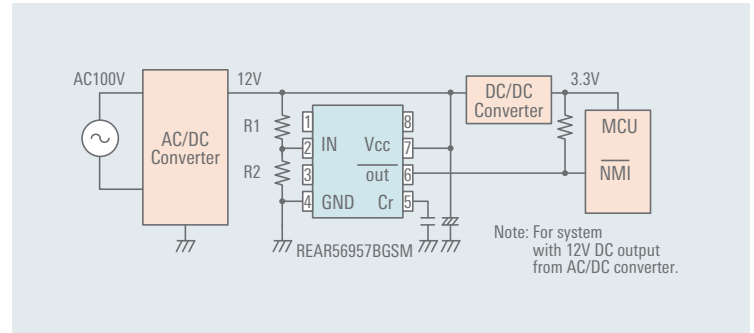 AC100V
12V
3.3V
AC/DC
Converter
R1
R2
1
2
3
4
IN
GND
Vcc
out
Cr
8
7
6
5
DC/DC
Converter
MCU
NMI
REAR56957BGSM
Note: For system
with 12V DC output
from AC/DC converter.